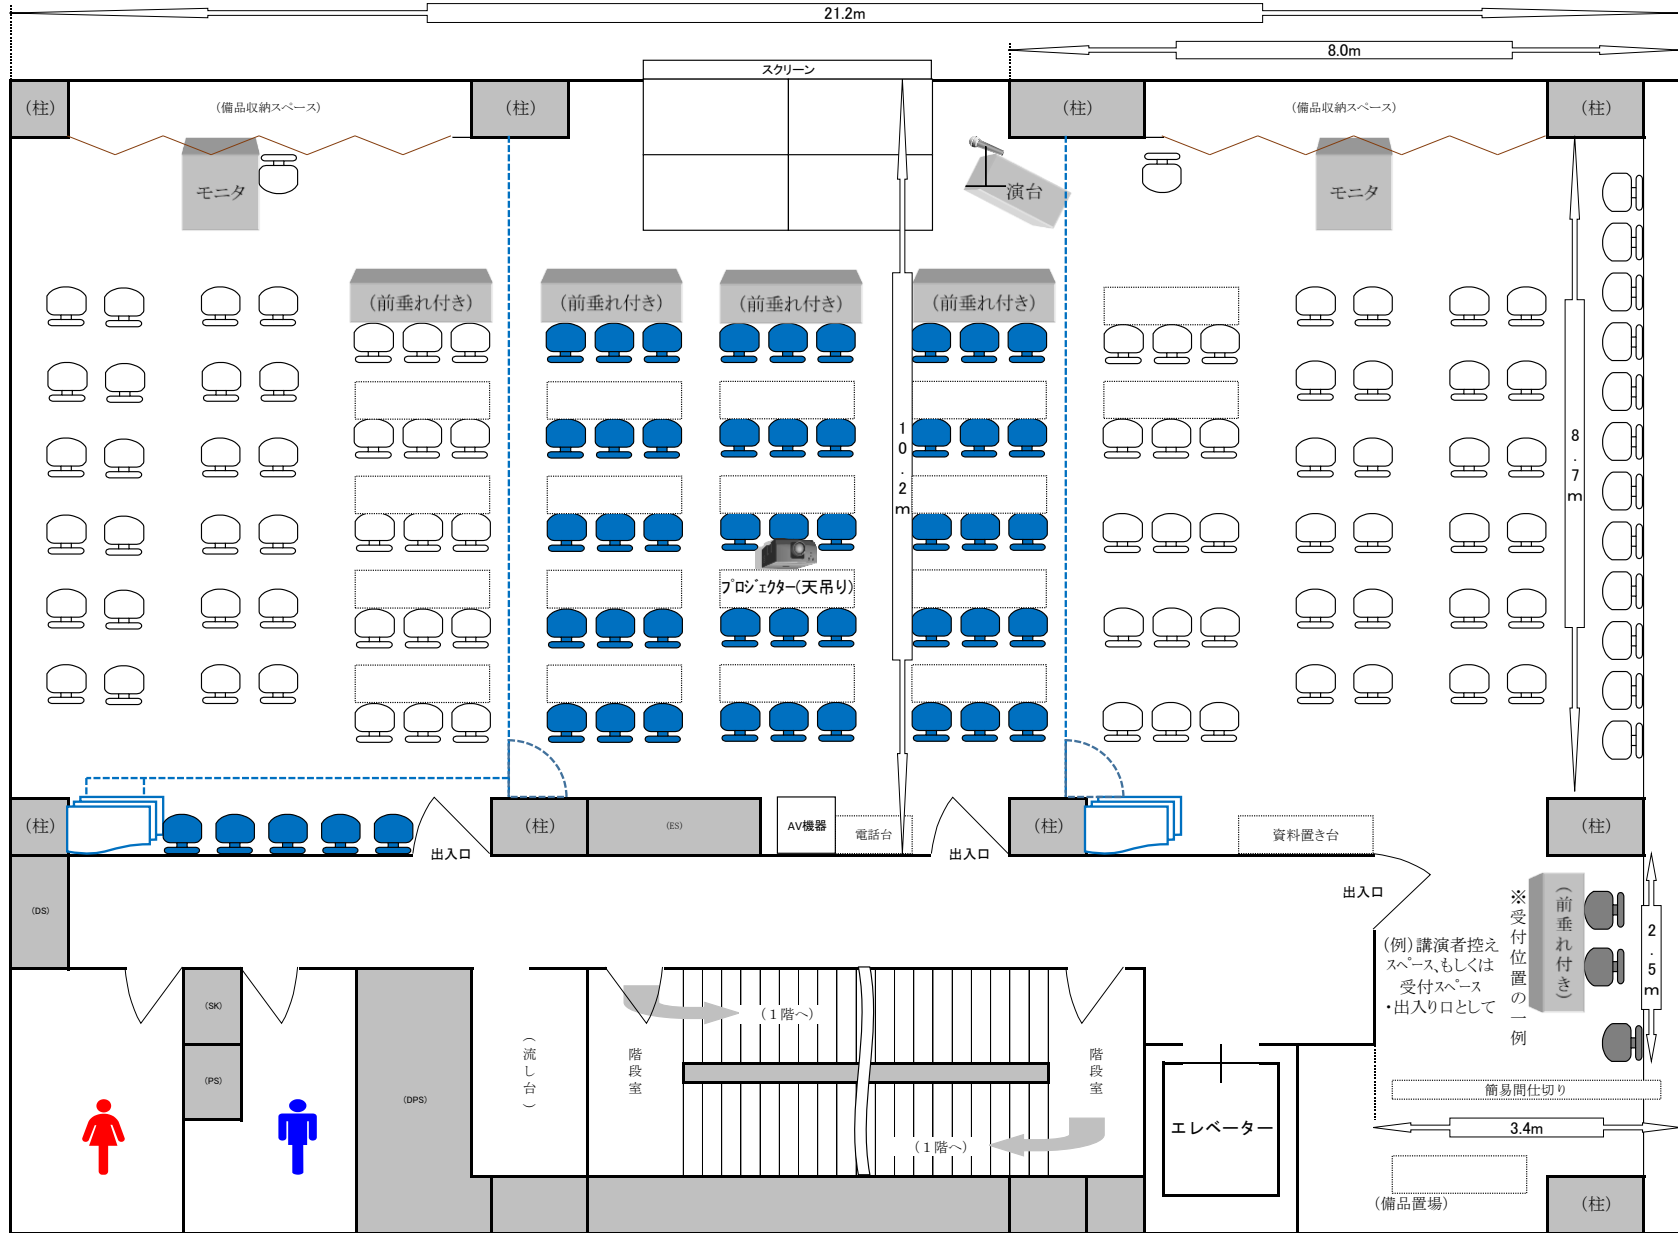 21.2m
8.0m
スクリーン
(柱)
(備品収納スペース)
(柱)
(柱)
(備品収納スペース)
(柱)
モニタ
演台
モニタ
(前垂れ付き)
(前垂れ付き)
(前垂れ付き)
(前垂れ付き)
10.2m
8.7m
プロジェクター(天吊り)
(柱)
出入口
(柱)
(ES)
AV機器
電話台
出入口
(柱)
資料置き台
出入口
(柱)
(DS)
(前垂れ付き)
※受付位置の一例
(例)講演者控え
スペース、もしくは
受付スペース
・出入り口として
2.5m
(SK)
(PS)
(DPS)
(流し台)
階段室
(1階へ)
階段室
(1階へ)
エレベーター
簡易間仕切り
3.4m
(備品置場)
(柱)